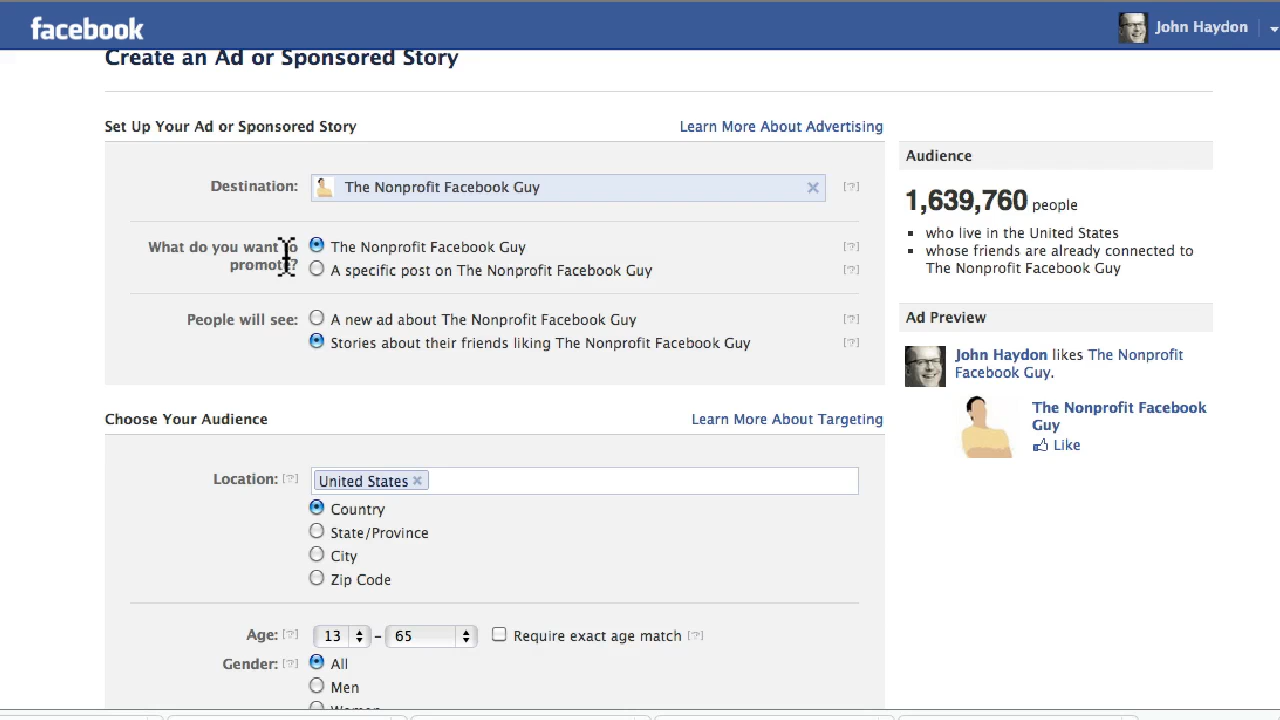 facebook
John Haydon
Create an Ad or Sponsored Story
Set Up Your Ad or Sponsored Story
Learn More About Advertising
Destination:
The Nonprofit Facebook Guy
[?]
What do you want to promote?
The Nonprofit Facebook Guy
[?]
A specific post on The Nonprofit Facebook Guy
[?]
People will see:
A new ad about The Nonprofit Facebook Guy
[?]
Stories about their friends liking The Nonprofit Facebook Guy
[?]
Choose Your Audience
Learn More About Targeting
Location: [?]
United States
Country
State/Province
City
Zip Code
Age: [?]
13 - 65
Require exact age match [?]
Gender: [?]
All
Men
Women
Audience
1,639,760 people
who live in the United States
whose friends are already connected to
The Nonprofit Facebook Guy
Ad Preview
John Haydon likes The Nonprofit
Facebook Guy.
The Nonprofit Facebook
Guy
Like